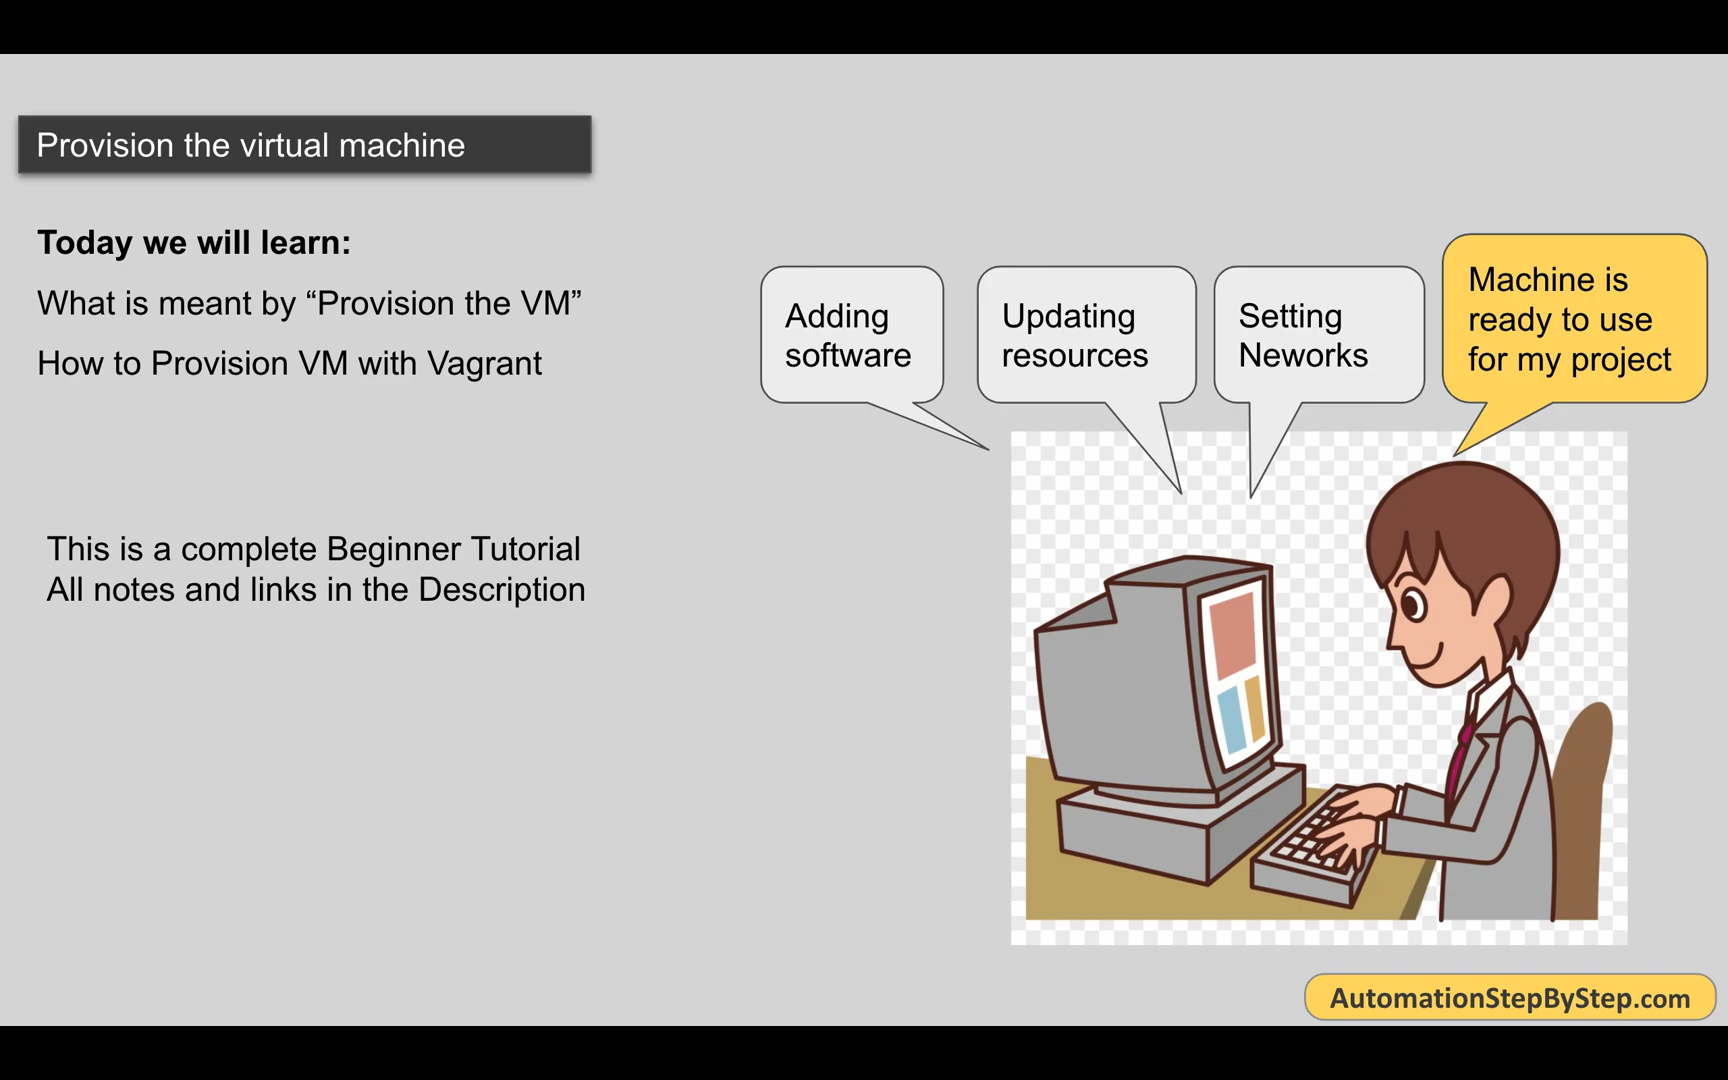 Provision the virtual machine
Today we will learn:
What is meant by “Provision the VM”
How to Provision VM with Vagrant
This is a complete Beginner Tutorial
All notes and links in the Description
Adding
software
Updating
resources
Setting
Neworks
Machine is
ready to use
for my project
AutomationStepByStep.com